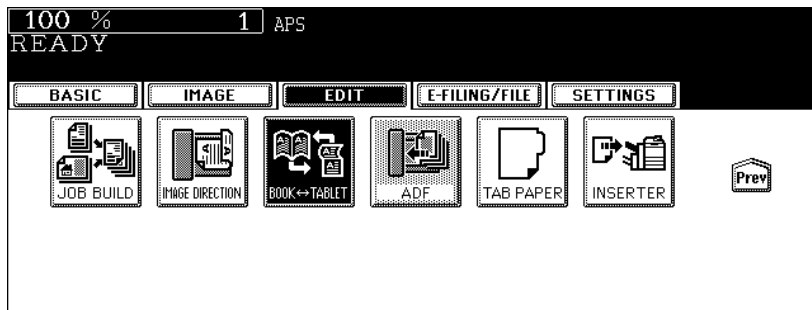 100 % 1 APS
READY
BASIC IMAGE EDIT E-FILING/FILE SETTINGS
JOB BUILD IMAGE DIRECTION BOOK↔TABLET ADF TAB PAPER INSERTER Prev